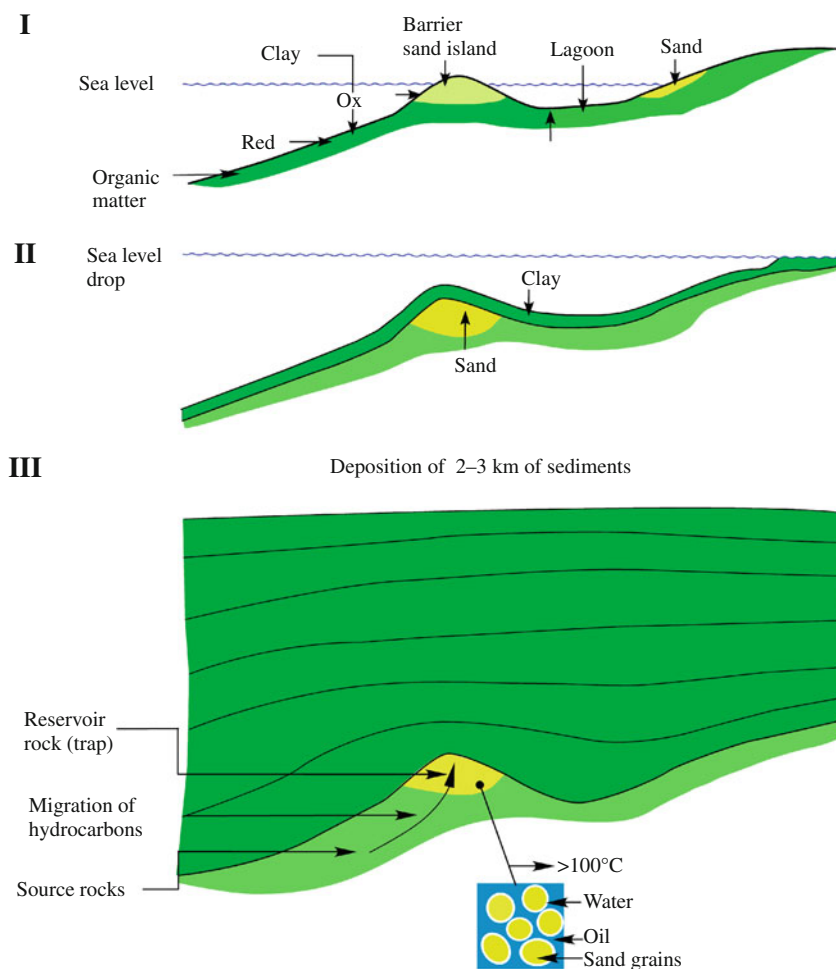 I
Barrier
sand island
Clay
Lagoon
Sand
Sea level
Ox
Red
Organic
matter
II
Sea level
drop
Clay
Sand
III
Deposition of 2–3 km of sediments
Reservoir
rock (trap)
Migration of
hydrocarbons
Source rocks
>100°C
Water
Oil
Sand grains